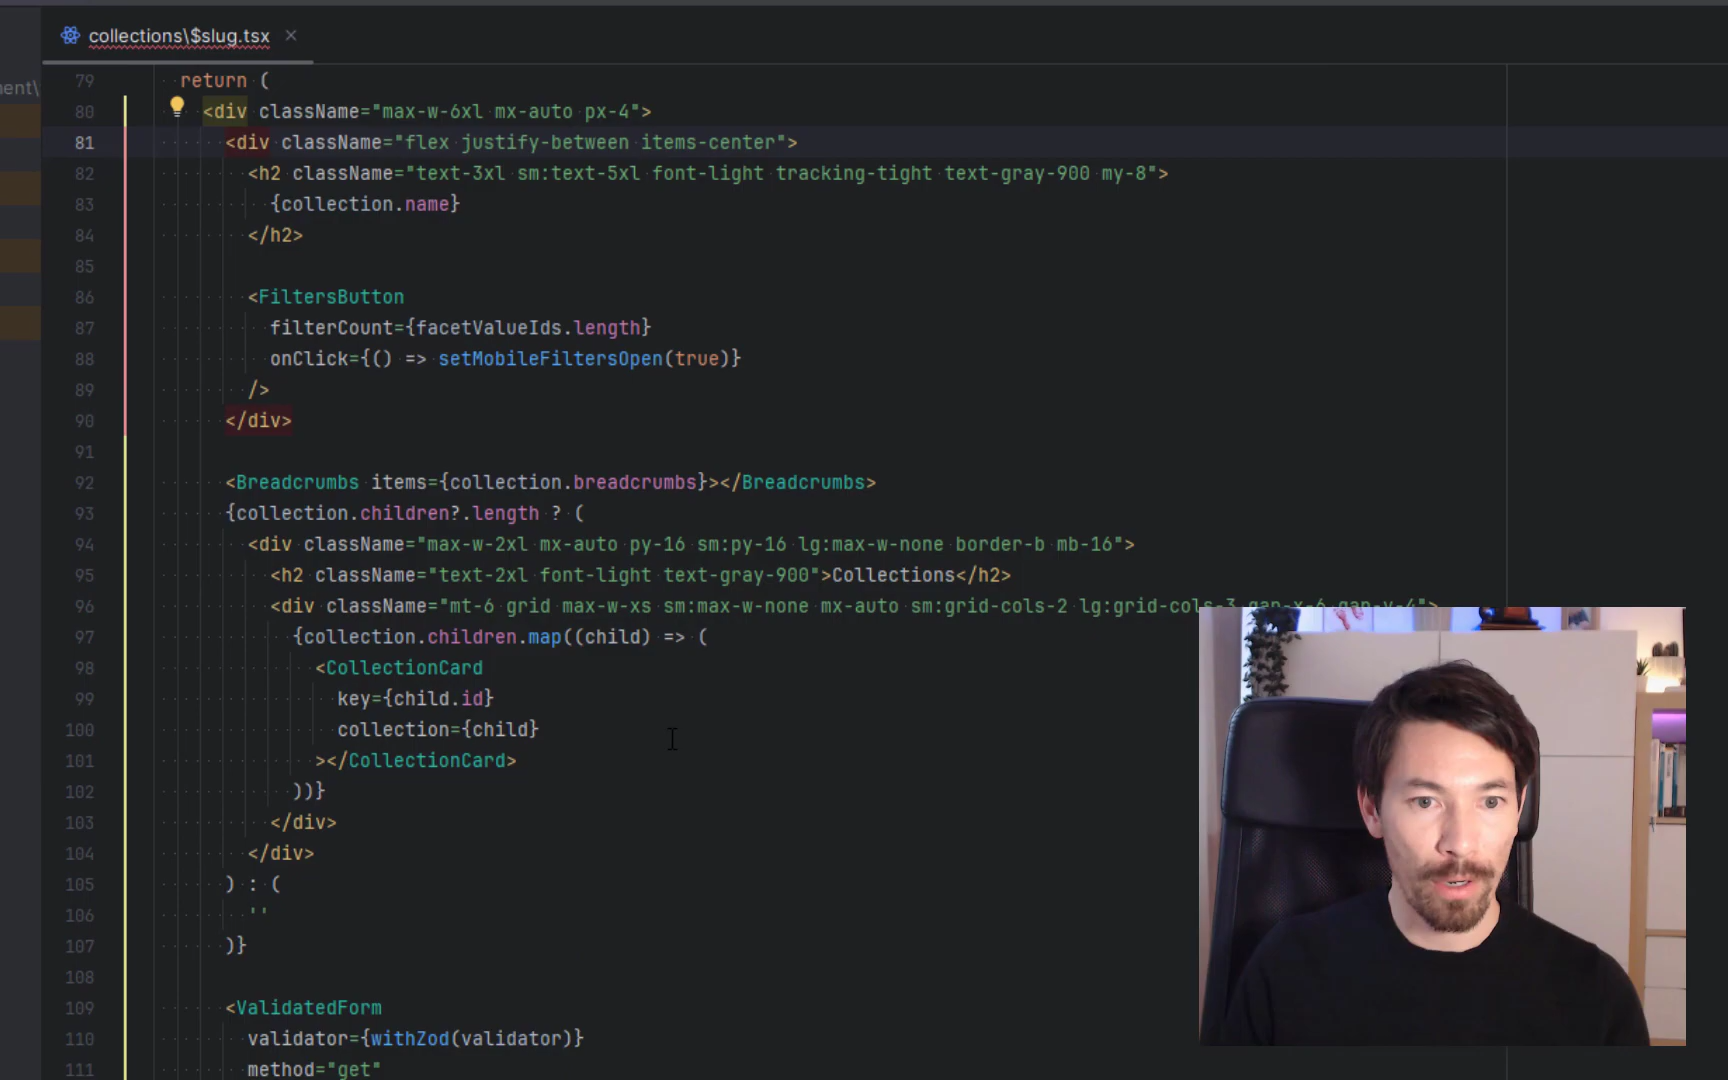 collections\$slug.tsx
ent\
79 return (
80 <div className="max-w-6xl mx-auto px-4">
81 <div className="flex justify-between items-center">
82 <h2 className="text-3xl sm:text-5xl font-light tracking-tight text-gray-900 my-8">
83 {collection.name}
84 </h2>
85
86 <FiltersButton
87 filterCount={facetValueIds.length}
88 onClick={() => setMobileFiltersOpen(true)}
89 />
90 </div>
91
92 <Breadcrumbs items={collection.breadcrumbs}></Breadcrumbs>
93 {collection.children?.length ? (
94 <div className="max-w-2xl mx-auto py-16 sm:py-16 lg:max-w-none border-b mb-16">
95 <h2 className="text-2xl font-light text-gray-900">Collections</h2>
96 <div className="mt-6 grid max-w-xs sm:max-w-none mx-auto sm:grid-cols-2 lg:grid-cols-3 gap-x-6 gap-y-4">
97 {collection.children.map((child) => (
98 <CollectionCard
99 key={child.id}
100 collection={child}
101 ></CollectionCard>
102 ))}
103 </div>
104 </div>
105 ) : (
106 ''
107 )}
108
109 <ValidatedForm
110 validator={withZod(validator)}
111 method="get"